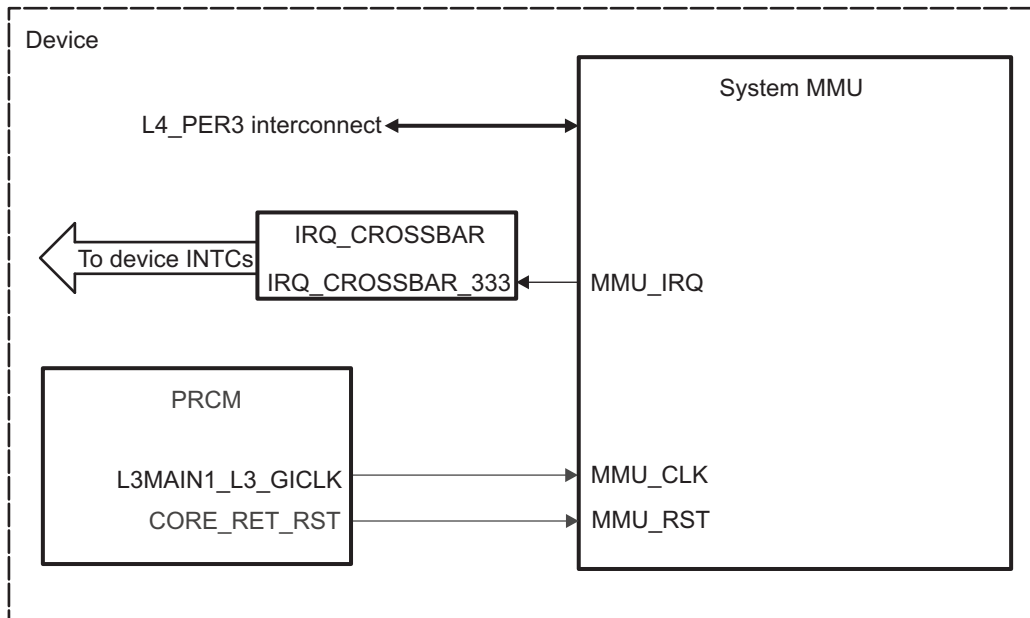 Device
System MMU
L4_PER3 interconnect
IRQ_CROSSBAR
To device INTCs
IRQ_CROSSBAR_333
MMU_IRQ
PRCM
L3MAIN1_L3_GICLK
MMU_CLK
CORE_RET_RST
MMU_RST